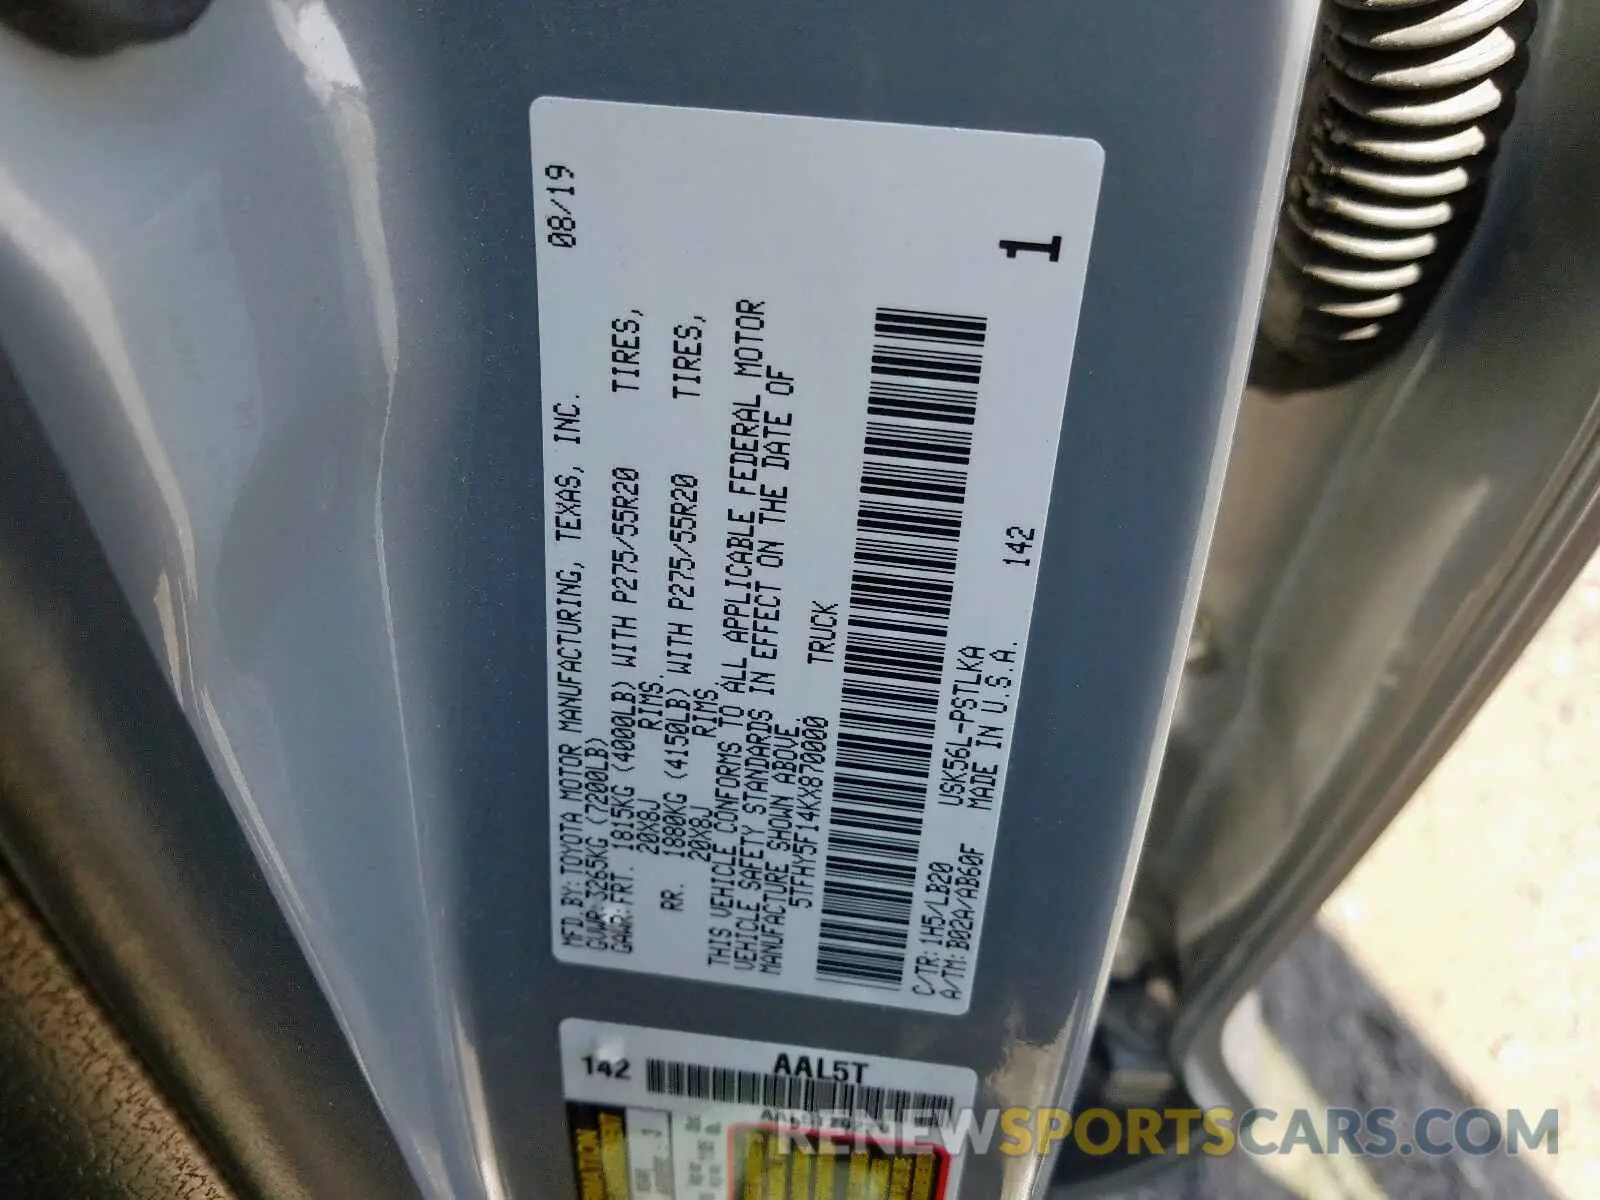 MFD.BY:TOYOTA MOTOR MANUFACTURING, TEXAS, INC. 08/19
GVWR:3265KG (7200LB)
GAWR:FRT. 1815KG (4000LB) WITH P275/55R20 TIRES,
20X8J RIMS.
RR. 1880KG (4150LB) WITH P275/55R20 TIRES,
20X8J RIMS
THIS VEHICLE CONFORMS TO ALL APPLICABLE FEDERAL MOTOR
VEHICLE SAFETY STANDARDS IN EFFECT ON THE DATE OF
MANUFACTURE SHOWN ABOVE.
5TFHY5F14KX870000 TRUCK
C/TR:1H5/LB20 USK56L-PSTLKA 142 1
A/TM:B02A/AB60F MADE IN U.S.A.
142 AAL5T
RENEWSPORTSCARS.COM